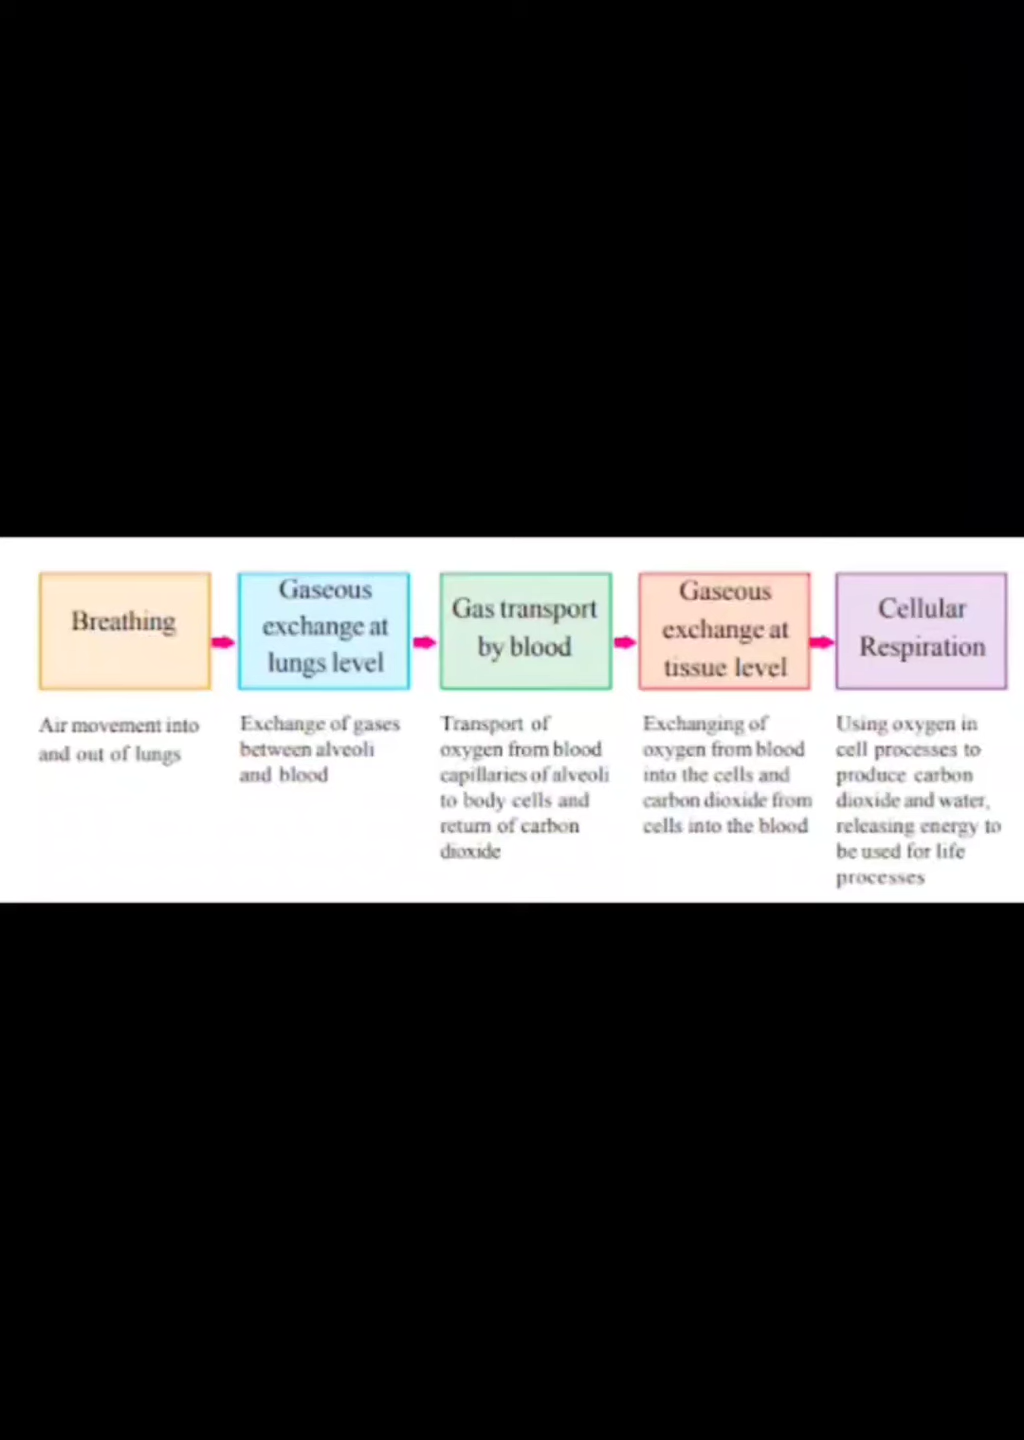 Breathing
Gaseous
exchange at
lungs level
Gas transport
by blood
Gaseous
exchange at
tissue level
Cellular
Respiration
Air movement into
and out of lungs
Exchange of gases
between alveoli
and blood
Transport of
oxygen from blood
capillaries of alveoli
to body cells and
return of carbon
dioxide
Exchanging of
oxygen from blood
into the cells and
carbon dioxide from
cells into the blood
Using oxygen in
cell processes to
produce carbon
dioxide and water,
releasing energy to
be used for life
processes